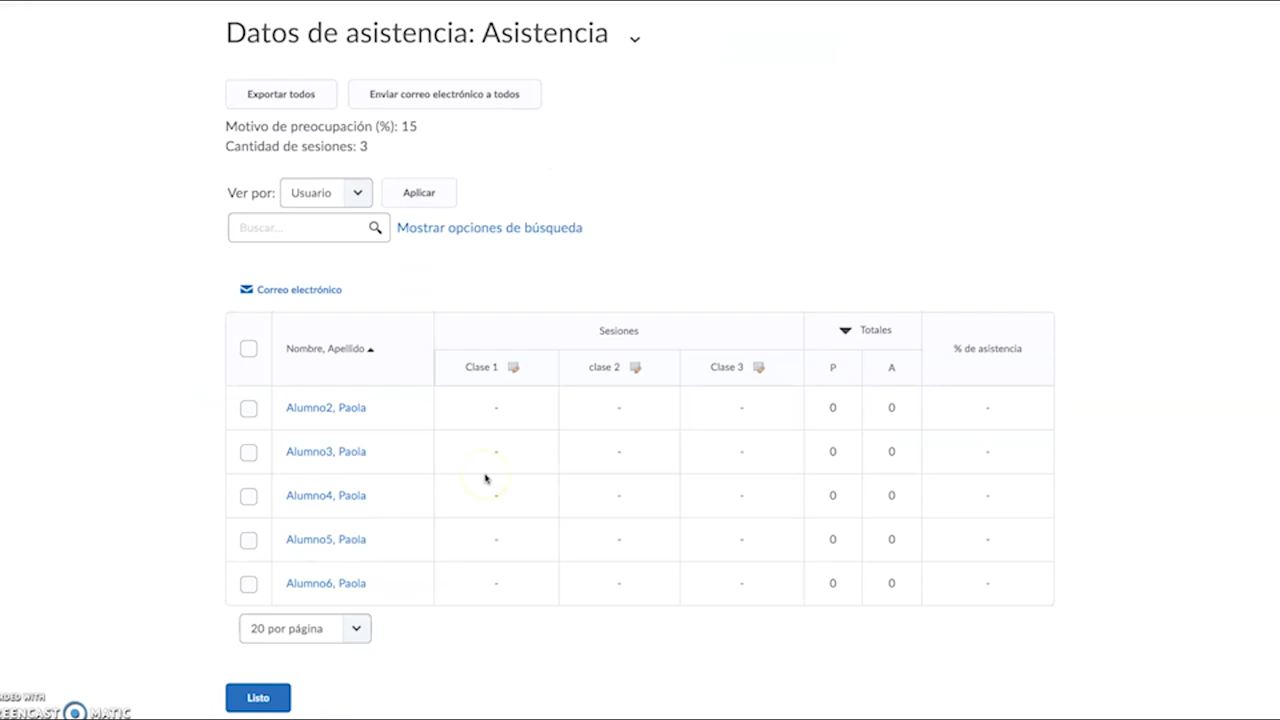 Datos de asistencia: Asistencia
Exportar todos Enviar correo electrónico a todos
Motivo de preocupación (%): 15
Cantidad de sesiones: 3
Ver por: Usuario Aplicar
Buscar... Mostrar opciones de búsqueda
Correo electrónico
Nombre, Apellido Sesiones Totales % de asistencia
Clase 1 clase 2 Clase 3 P A
Alumno2, Paola - - - 0 0 -
Alumno3, Paola - - - 0 0 -
Alumno4, Paola - - - 0 0 -
Alumno5, Paola - - - 0 0 -
Alumno6, Paola - - - 0 0 -
20 por página
Listo
WITH
MATIC